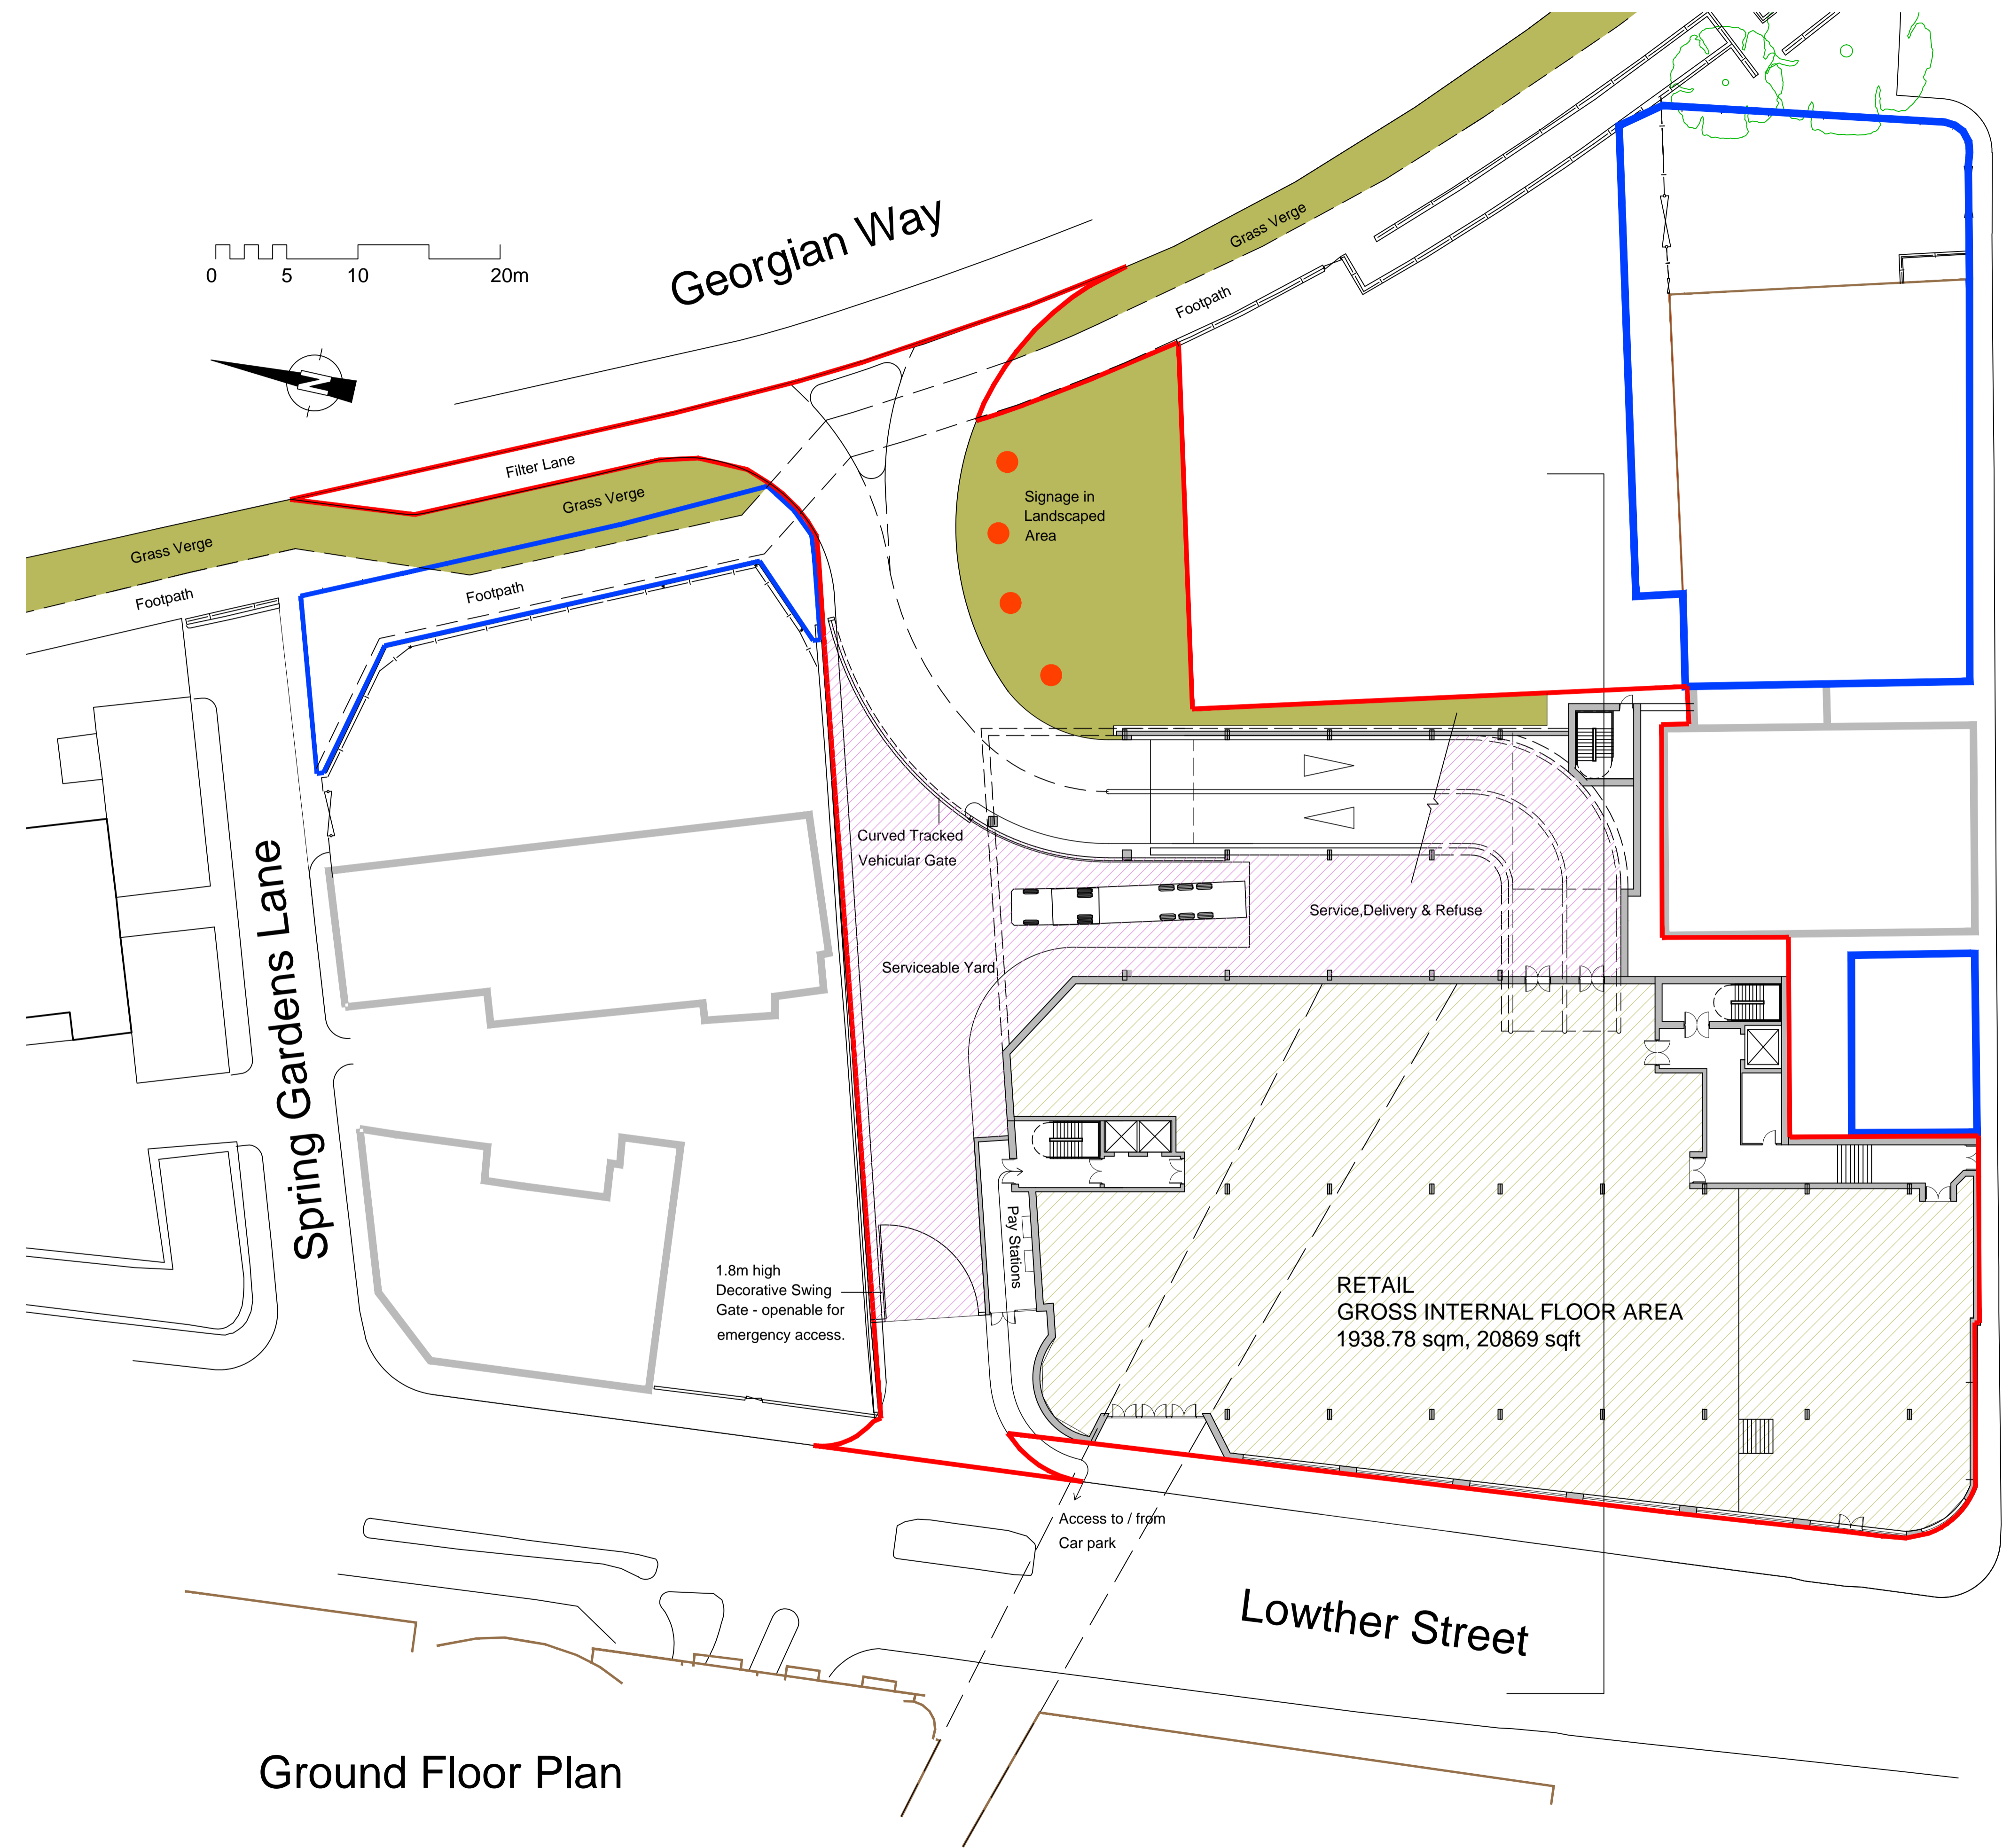 Georgian Way
Grass Verge
0 5 10 20m
Footpath
N
Filter Lane
Grass Verge
Grass Verge
Signage in
Landscaped
Area
Footpath
Footpath
Curved Tracked
Vehicular Gate
Spring Gardens Lane
Service,Delivery & Refuse
Serviceable Yard
Pay Stations
1.8m high
Decorative Swing
Gate - openable for
emergency access.
RETAIL
GROSS INTERNAL FLOOR AREA
1938.78 sqm, 20869 sqft
Access to / from
Car park
Lowther Street
Ground Floor Plan